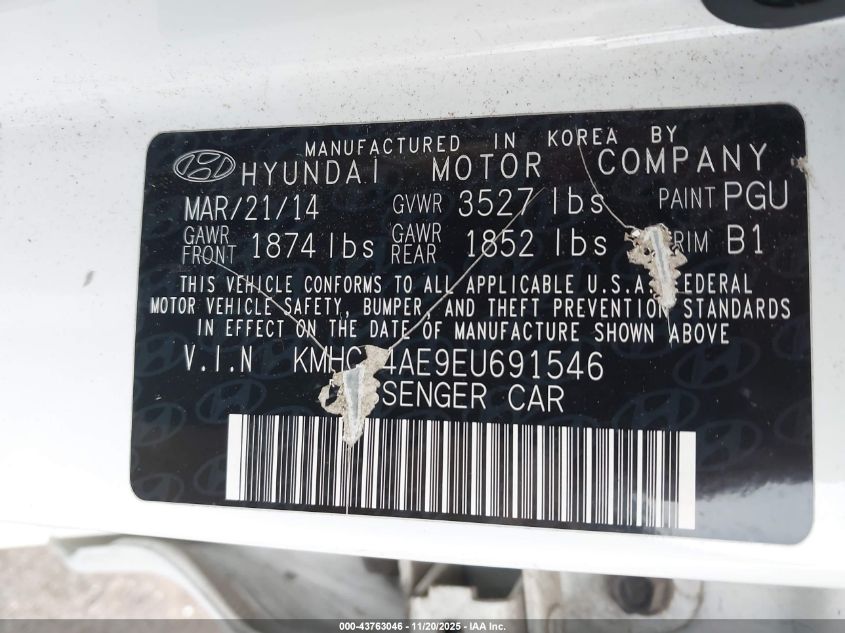 MANUFACTURED IN KOREA BY
HYUNDAI MOTOR COMPANY
MAR/21/14 GVWR 3527 lbs PAINT PGU
GAWR FRONT 1874 lbs GAWR REAR 1852 lbs B1
THIS VEHICLE CONFORMS TO ALL APPLICABLE U.S.A. FEDERAL
MOTOR VEHICLE SAFETY, BUMPER, AND THEFT PREVENTION STANDARDS
IN EFFECT ON THE DATE OF MANUFACTURE SHOWN ABOVE
V.I.N
CAR
000-43763046 - 11/20/2025 - IAA Inc.